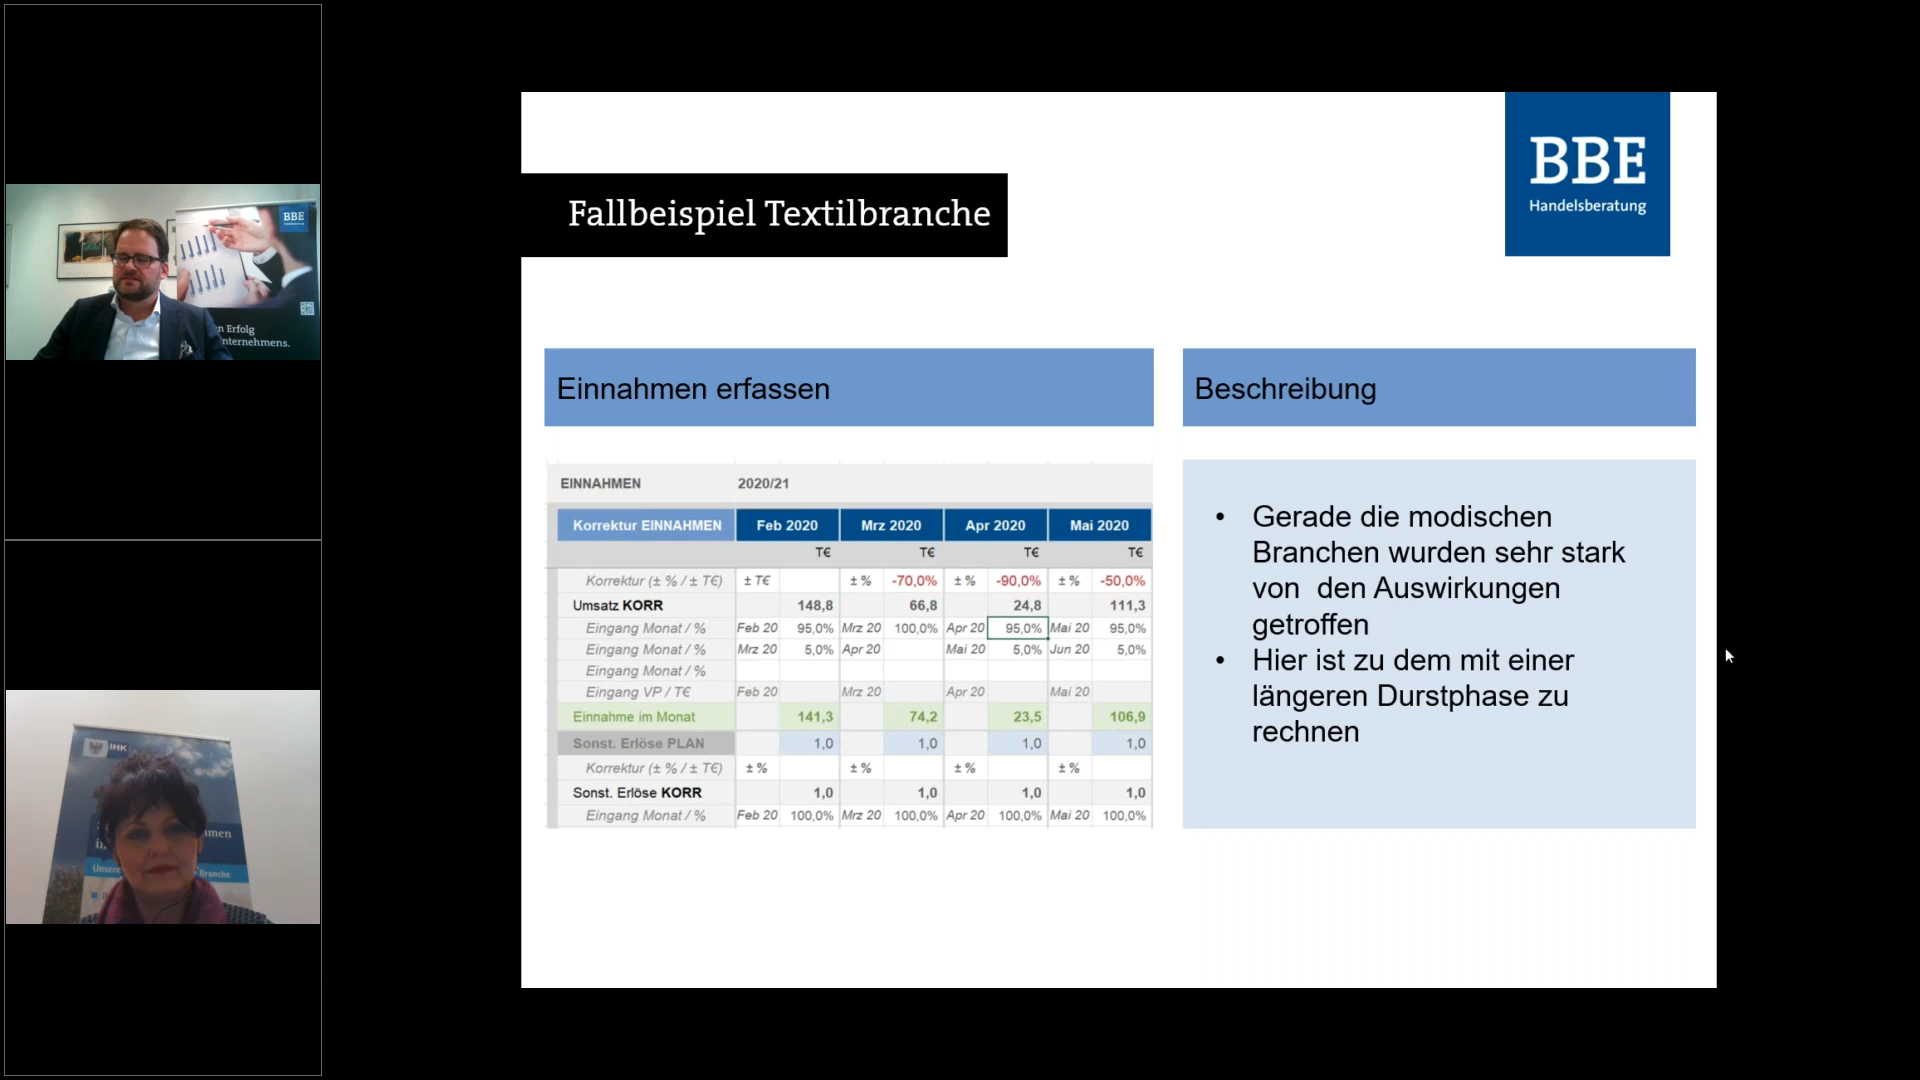 BBE
n Erfolg
nternehmens.
IHK
men
Unsere
Branche
Fallbeispiel Textilbranche
BBE
Handelsberatung
Einnahmen erfassen
EINNAHMEN 2020/21
Korrektur EINNAHMEN Feb 2020 Mrz 2020 Apr 2020 Mai 2020
T€ T€ T€ T€
Korrektur (± % / ± T€) ± T€ ± % -70,0% ± % -90,0% ± % -50,0%
Umsatz KORR 148,8 66,8 24,8 111,3
Eingang Monat / % Feb 20 95,0% Mrz 20 100,0% Apr 20 95,0% Mai 20 95,0%
Eingang Monat / % Mrz 20 5,0% Apr 20 Mai 20 5,0% Jun 20 5,0%
Eingang Monat / %
Eingang VP / T€ Feb 20 Mrz 20 Apr 20 Mai 20
Einnahme im Monat 141,3 74,2 23,5 106,9
Sonst. Erlöse PLAN 1,0 1,0 1,0 1,0
Korrektur (± % / ± T€) ± % ± % ± % ± %
Sonst. Erlöse KORR 1,0 1,0 1,0 1,0
Eingang Monat / % Feb 20 100,0% Mrz 20 100,0% Apr 20 100,0% Mai 20 100,0%
Beschreibung
• Gerade die modischen
Branchen wurden sehr stark
von den Auswirkungen
getroffen
• Hier ist zu dem mit einer
längeren Durstphase zu
rechnen